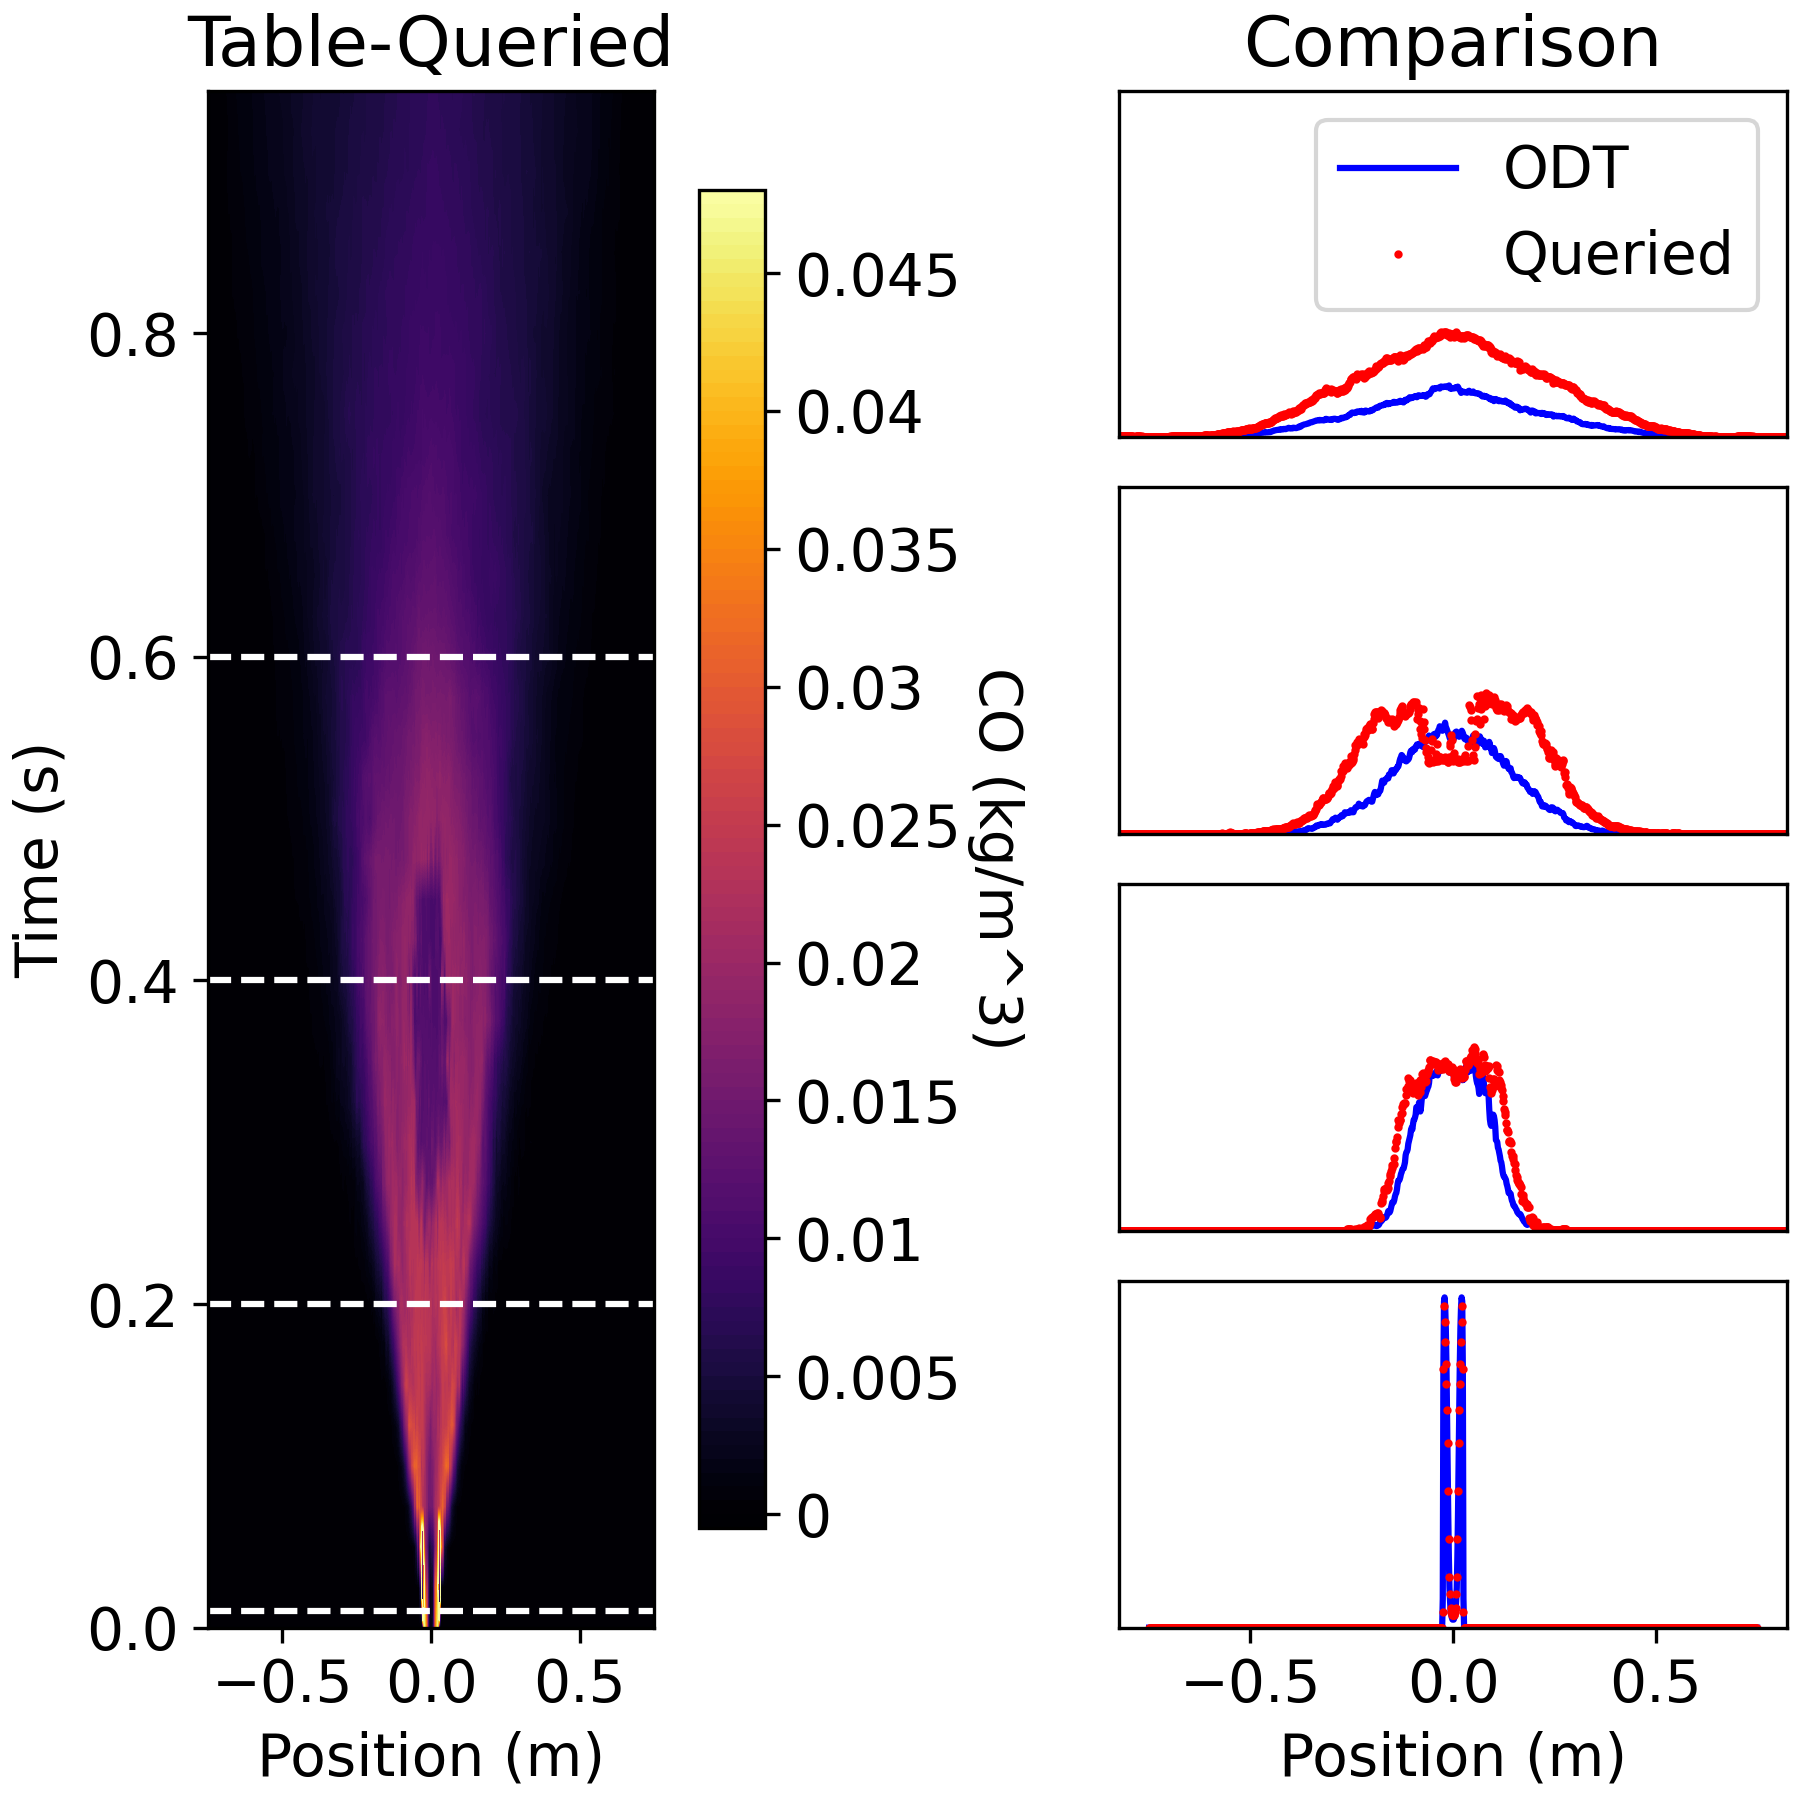 Table-Queried
Time (s)
0.8
0.6
0.4
0.2
0.0
−0.5 0.0 0.5
Position (m)
0.045
0.04
0.035
0.03
0.025
0.02
0.015
0.01
0.005
0
CO (kg/m^3)
Comparison
ODT
Queried
−0.5 0.0 0.5
Position (m)